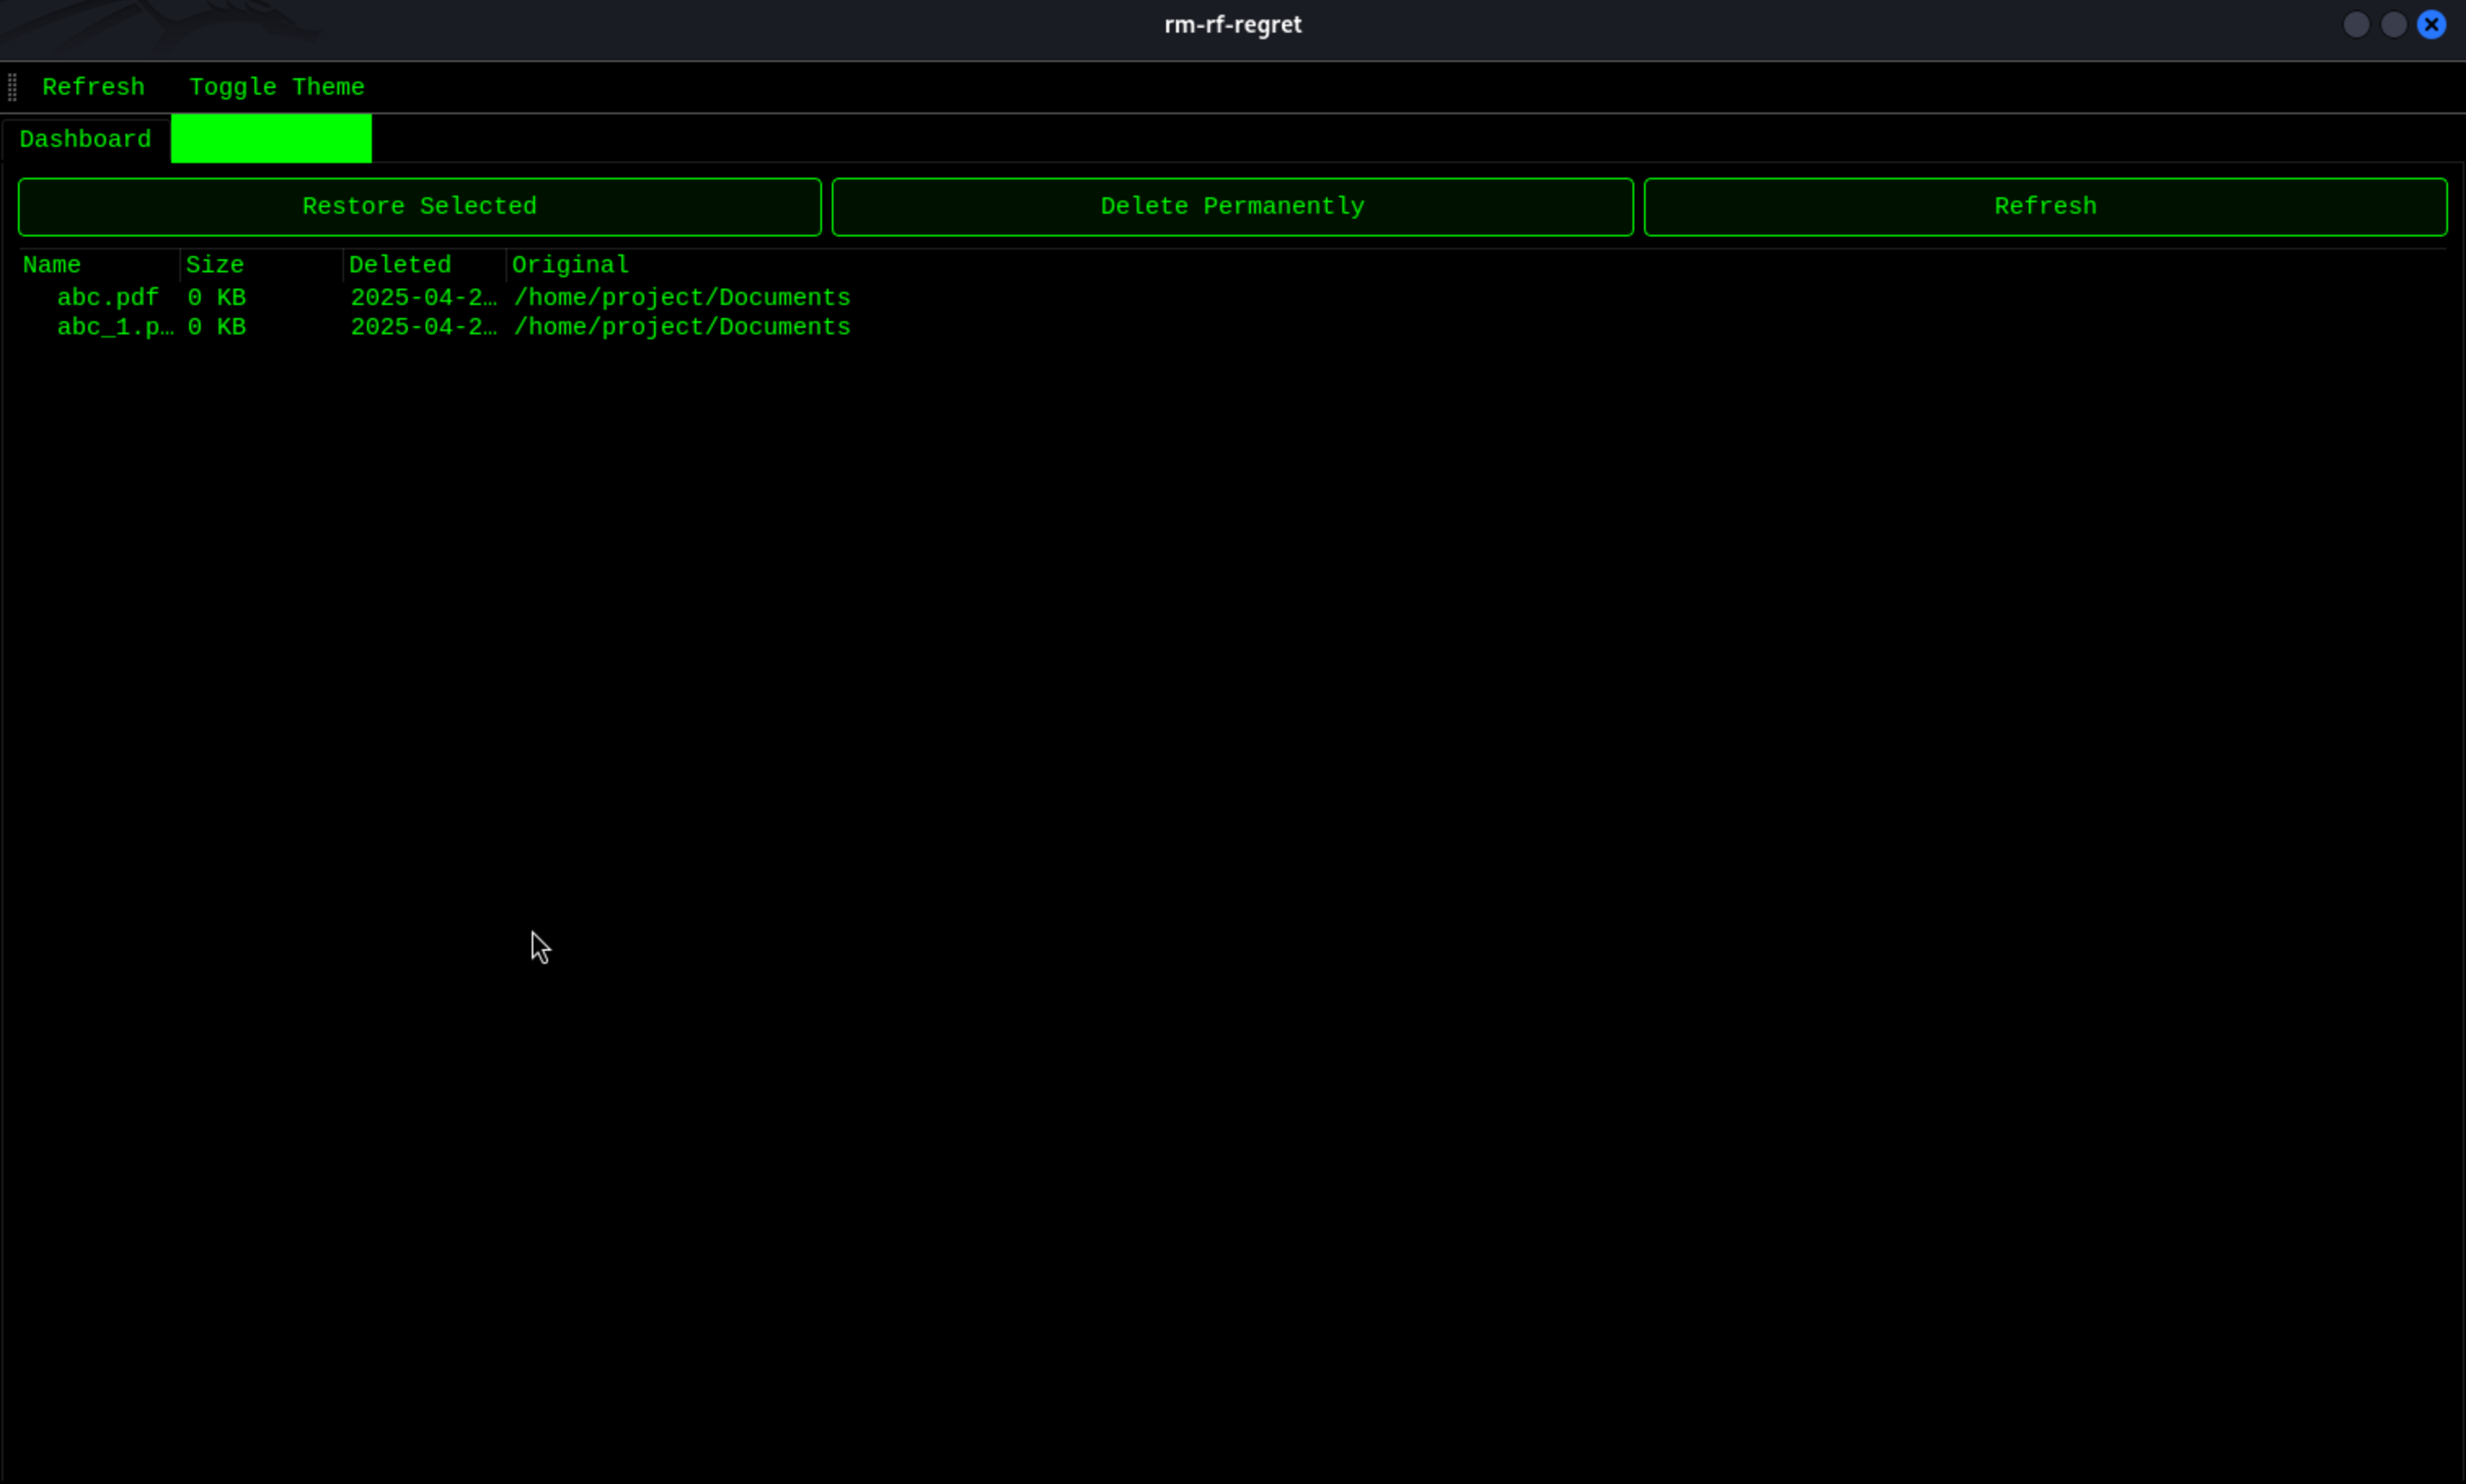 rm-rf-regret
Refresh Toggle Theme
Dashboard
Restore Selected Delete Permanently Refresh
Name Size Deleted Original
abc.pdf 0 KB 2025-04-2… /home/project/Documents
abc_1.p… 0 KB 2025-04-2… /home/project/Documents